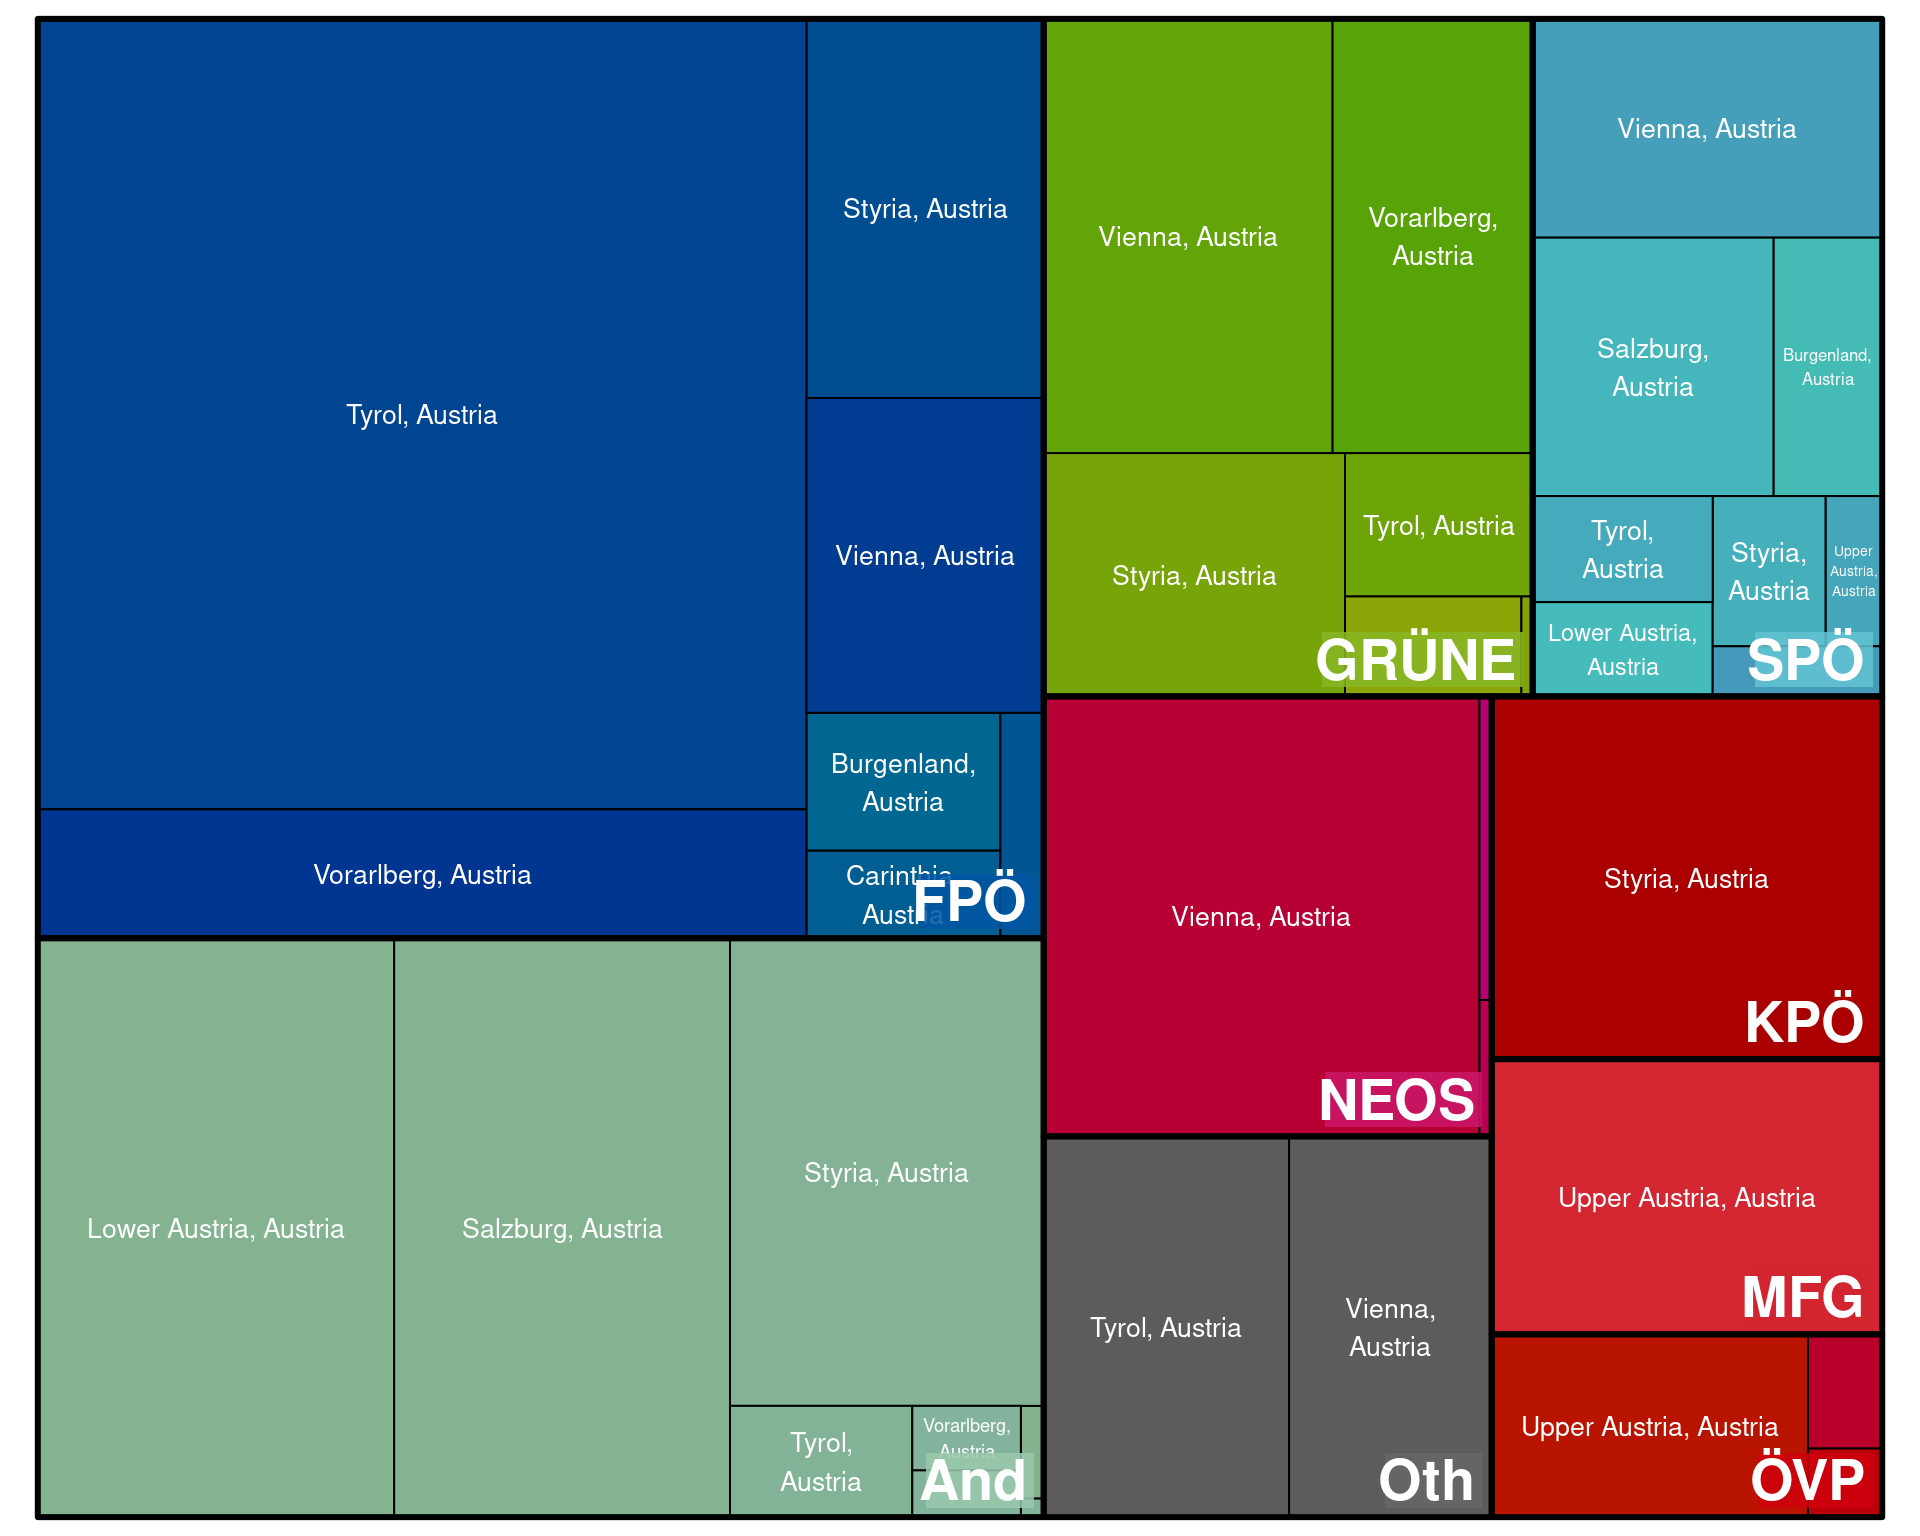 Tyrol, Austria
Styria, Austria
Vienna, Austria
Vorarlberg, Austria
Burgenland,
Austria
Carinthia,
Austria
FPÖ
Vienna, Austria
Vorarlberg,
Austria
Styria, Austria
Tyrol, Austria
GRÜNE
Vienna, Austria
Salzburg,
Austria
Burgenland,
Austria
Tyrol,
Austria
Styria,
Austria
Upper
Austria,
Austria
Lower Austria,
Austria
SPÖ
Vienna, Austria
NEOS
Styria, Austria
KPÖ
Upper Austria, Austria
MFG
Lower Austria, Austria
Salzburg, Austria
Styria, Austria
Tyrol,
Austria
Vorarlberg,
Austria
And
Tyrol, Austria
Vienna,
Austria
Oth
Upper Austria, Austria
ÖVP